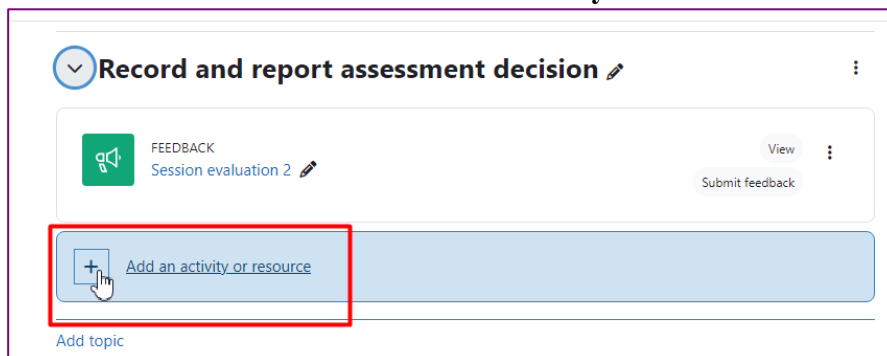 Record and report assessment decision
FEEDBACK
Session evaluation 2
View
Submit feedback
Add an activity or resource
Add topic